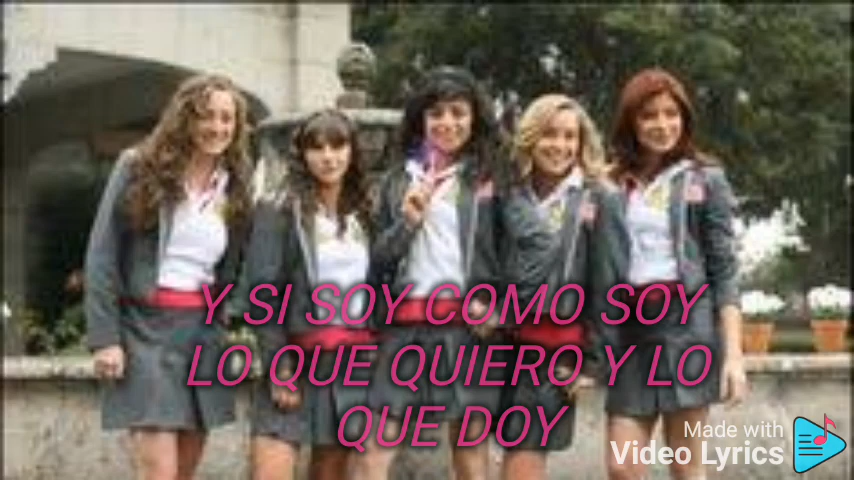 Y SI SOY COMO SOY
LO QUE QUIERO Y LO
QUE DOY
Made with
Video Lyrics